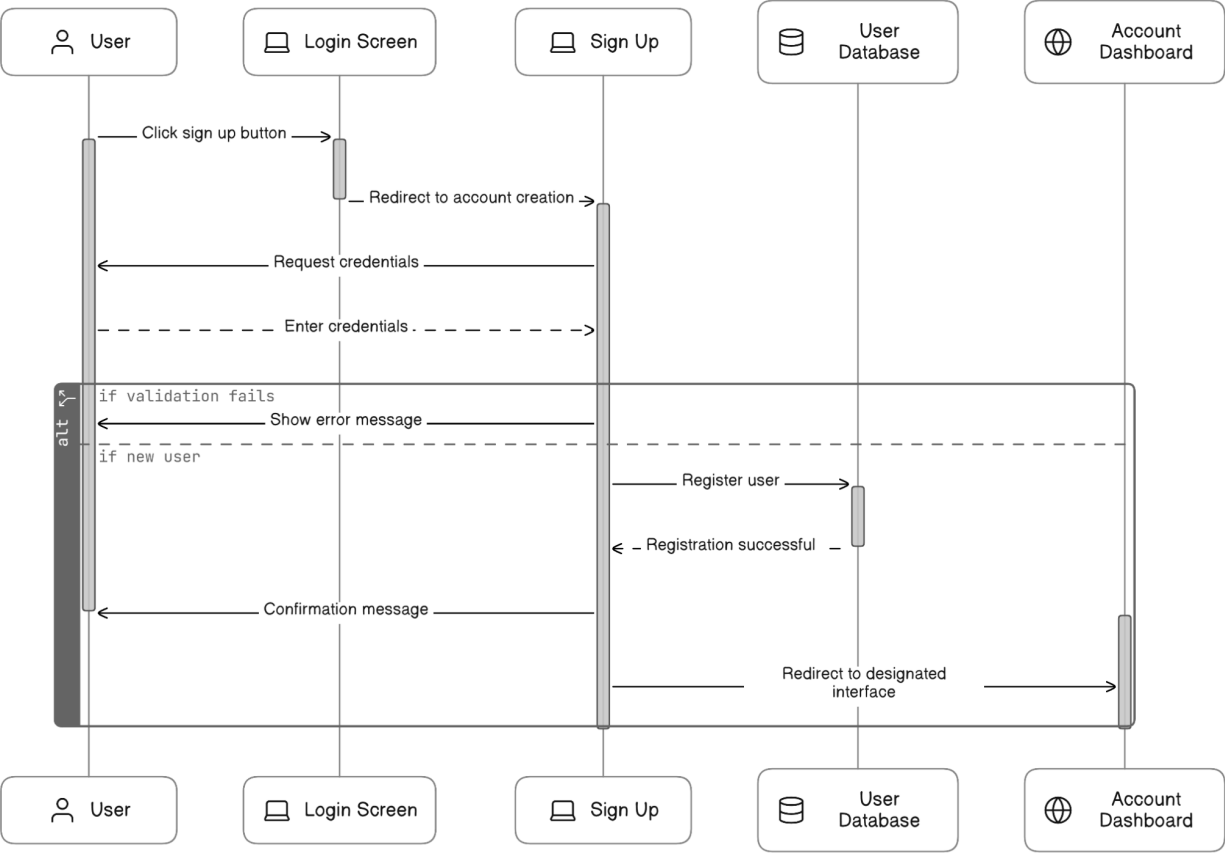 User
Login Screen
Sign Up
User
Database
Account
Dashboard
Click sign up button
Redirect to account creation
Request credentials
Enter credentials
alt
if validation fails
Show error message
if new user
Register user
Registration successful
Confirmation message
Redirect to designated
interface
User
Login Screen
Sign Up
User
Database
Account
Dashboard